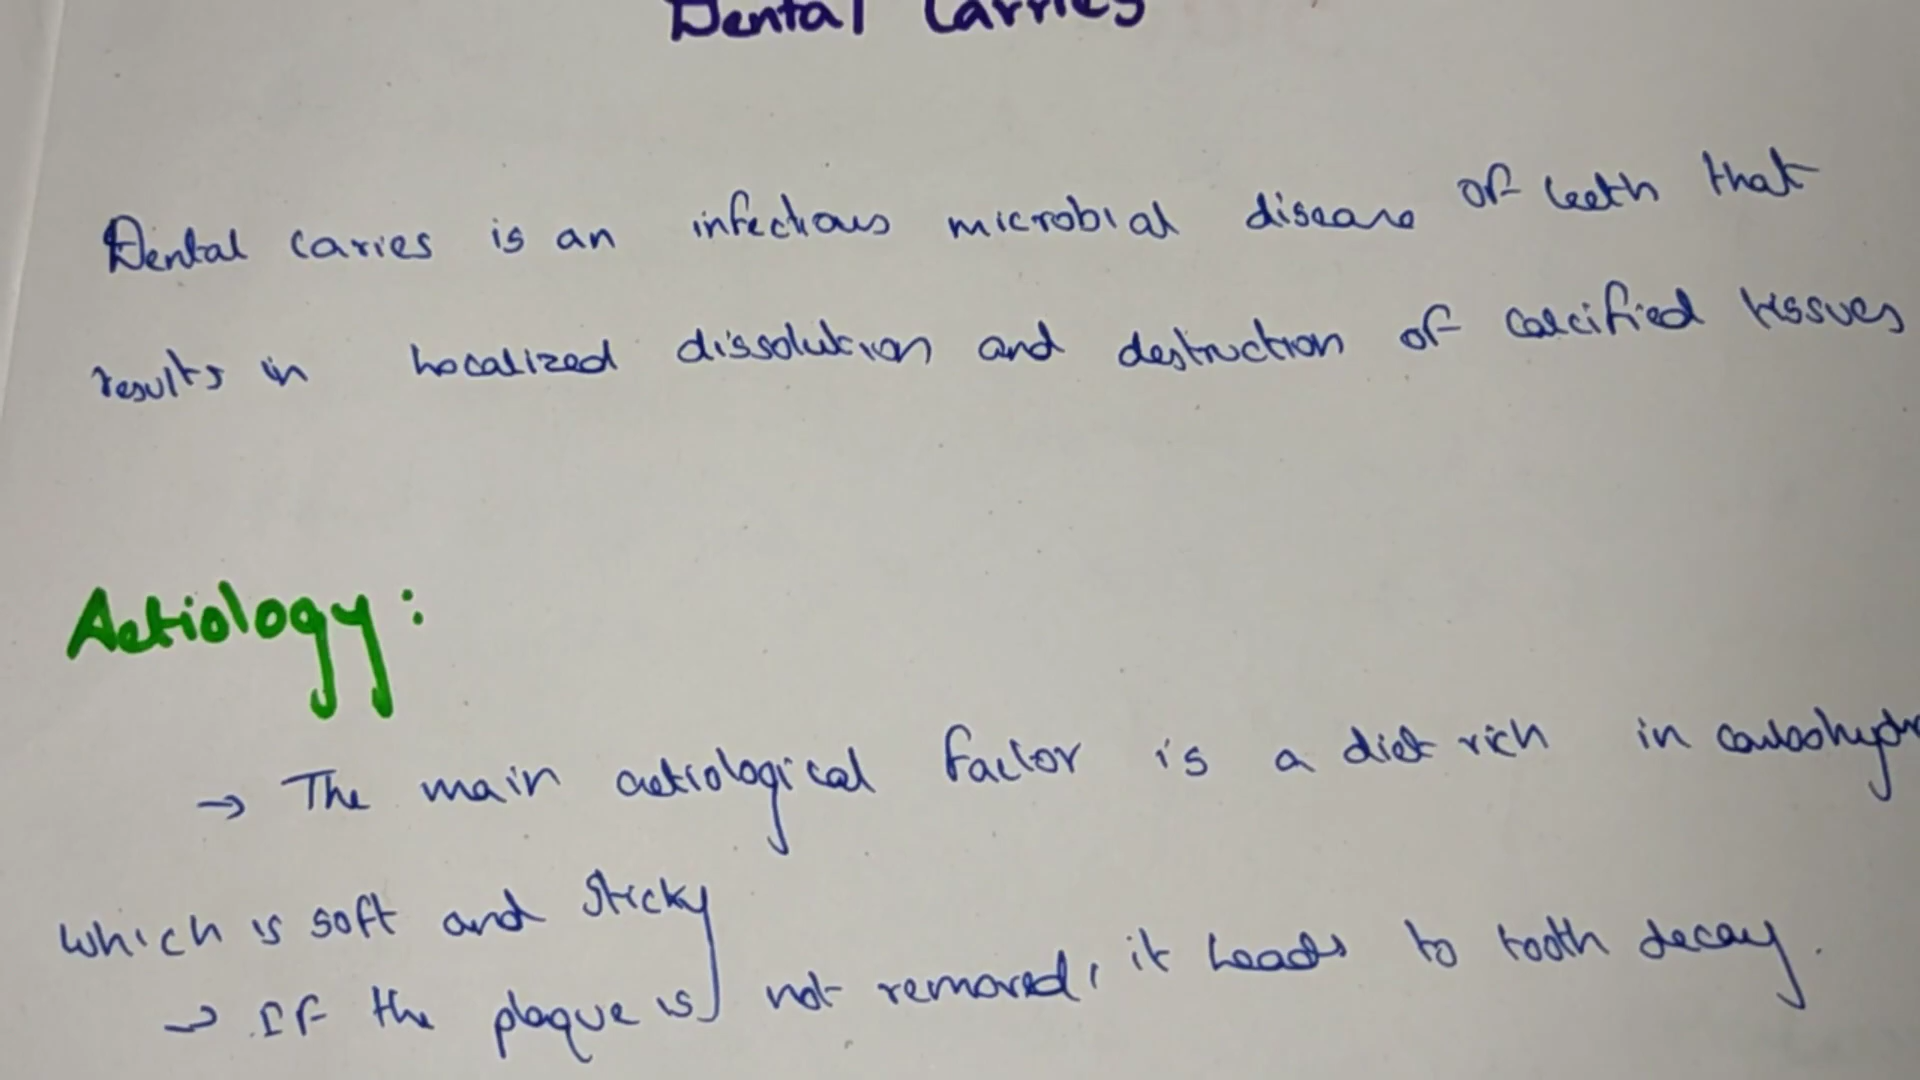 Dental Carries
Dental caries is an infectious microbial disease of teeth that
results in localized dissolution and destruction of calcified tissues
Aetiology:
→ The main aetiological factor is a diet rich in
which is soft and sticky
→ If the plaque is not removed, it leads to tooth decay.